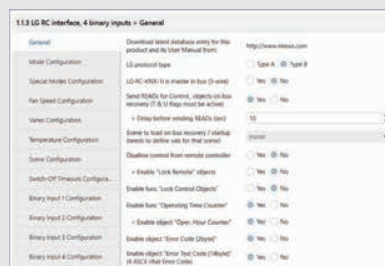 1.1.3 LG RC interface, 4 binary inputs > General
General
Mode Configuration
Special Modes Configuration
Fan Speed Configuration
Vanes Configuration
Temperature Configuration
Scene Configuration
Switch-Off Timeouts Configura...
Binary Input 1 Configuration
Binary Input 2 Configuration
Binary Input 3 Configuration
Binary Input 4 Configuration
Download latest database entry for this
product and its User Manual from:
http://www.intesis.com
LG protocol type
Type A Type B
LG-RC-KNX-1i is master in bus (3-wire)
Yes No
Send READs for Control_ objects on bus
recovery (T & U flags must be active)
Yes No
> Delay before sending READs (sec)
10
Scene to load on bus recovery / startup
(needs to define vals for that scene)
(none)
Disallow control from remote controller
Yes No
> Enable "Lock Remote" objects
Yes No
Enable func "Lock Control Objects"
Yes No
Enable func "Operating Time Counter"
Yes No
> Enable object "Open. Hour Counter"
Yes No
Enable object "Error Code [2byte]"
Yes No
Enable object "Error Text Code [14byte]"
(4 ASCII char Error Code)
Yes No